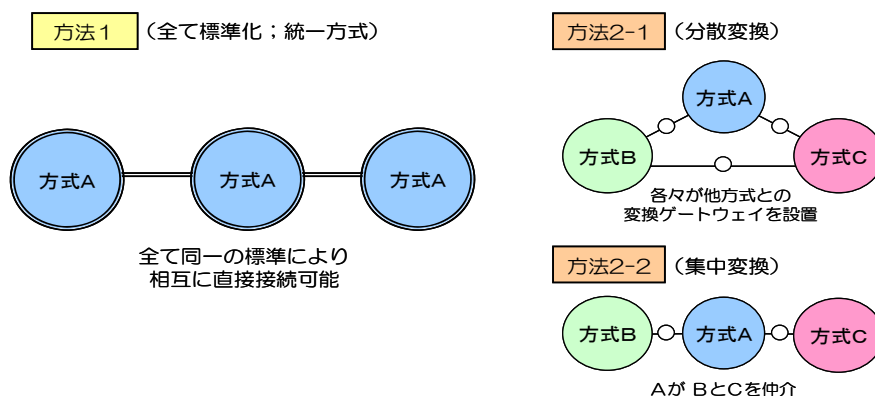 方法1 (全て標準化;統一方式)
方式A 方式A 方式A
全て同一の標準により
相互に直接接続可能
方法2-1 (分散変換)
方式A
方式B 方式C
各々が他方式との
変換ゲートウェイを設置
方法2-2 (集中変換)
方式B 方式A 方式C
Aが BとCを仲介